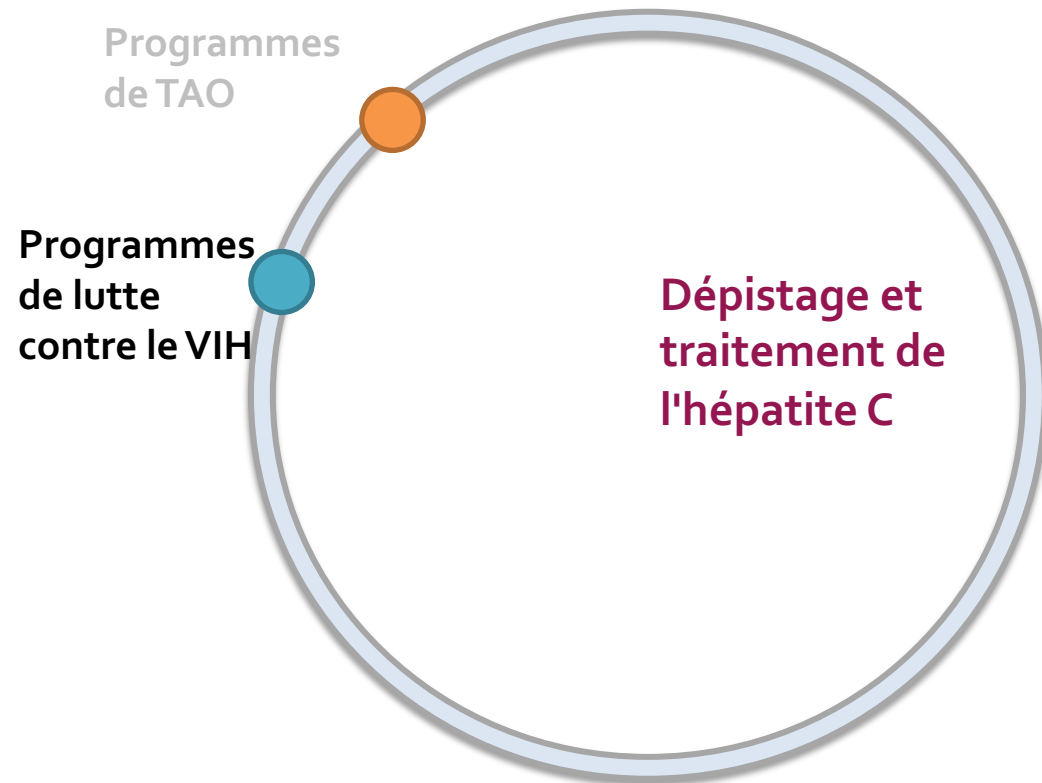 Programmes
de TAO
Programmes
de lutte
contre le VIH
Dépistage et
traitement de
l'hépatite C